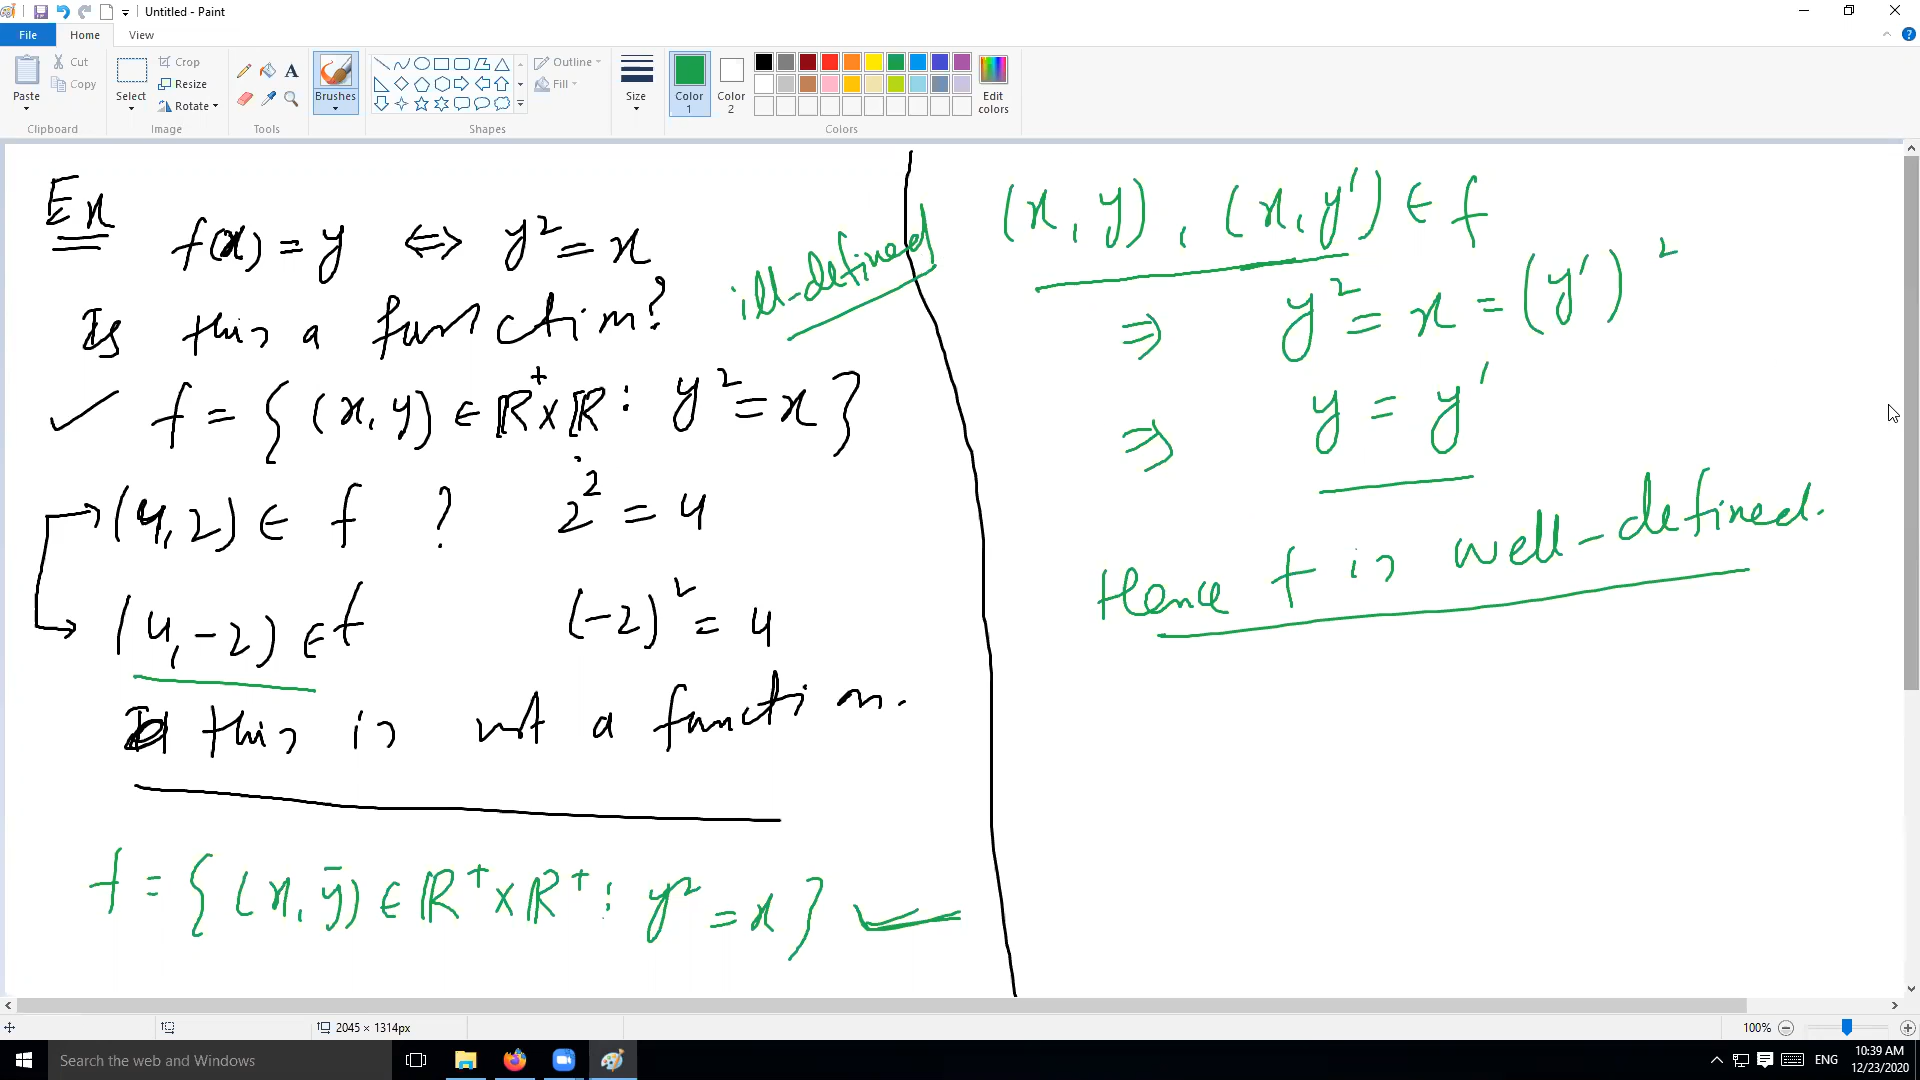 Untitled - Paint
File Home View
Paste
Cut
Copy
Clipboard
Select
Crop
Resize
Rotate
Image
Tools
Brushes
Shapes
Outline
Fill
Size
Color 1
Color 2
Edit colors
Colors
Ex
f(x) = y ⇔ y² = x
Is this a function?
ill-defined
✓ f = { (x, y) ∈ ℝ⁺ × ℝ : y² = x }
(4, 2) ∈ f ? 2² = 4
(4, -2) ∈ f (-2)² = 4
this is not a function.
f = { (x, y) ∈ ℝ⁺ × ℝ⁺ : y² = x } ✓
(x, y), (x, y') ∈ f
⇒ y² = x = (y')²
⇒ y = y'
Hence f is well-defined.
2045 × 1314px
100%
Search the web and Windows
ENG
10:39 AM
12/23/2020